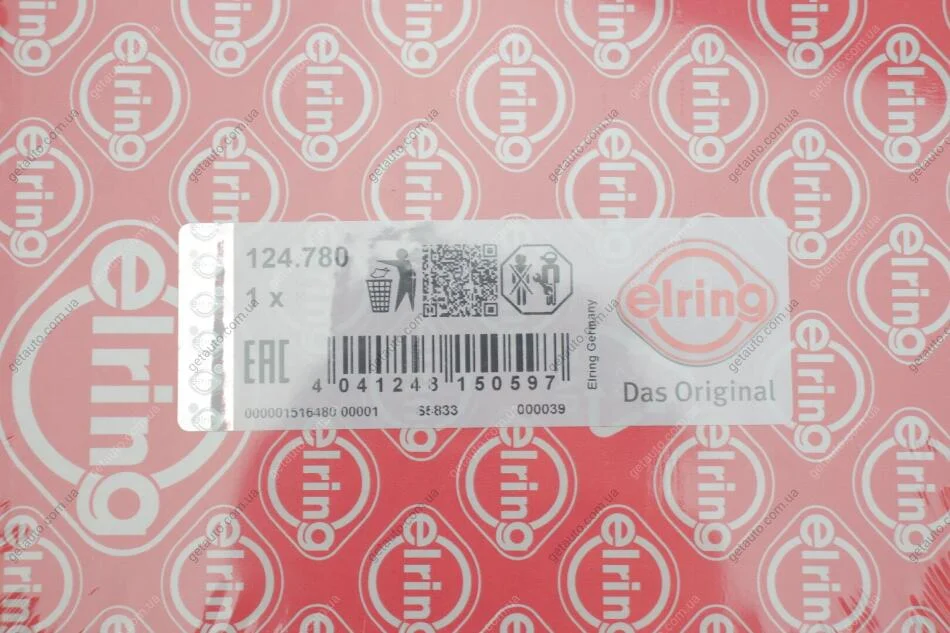 124.780
1 x
EAC
4 041248 150597
000001516480 00001 000039
Elring Germany
elring
Das Original
elring
getauto.com.ua